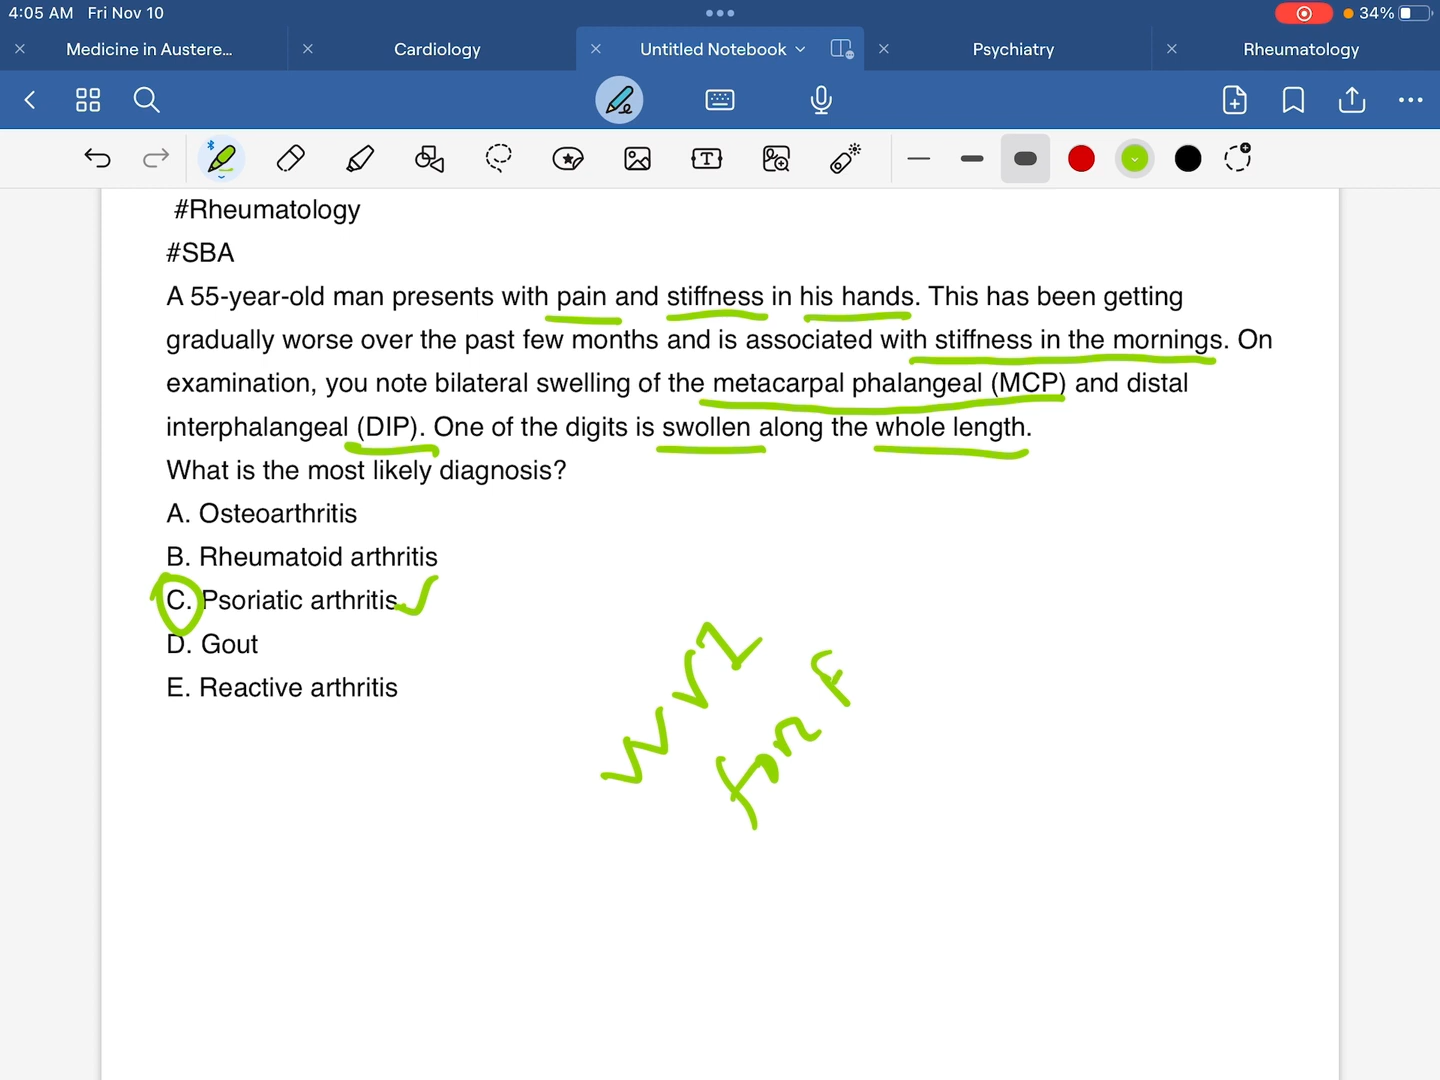 4:05 AM Fri Nov 10
34%
Medicine in Austere... Cardiology Untitled Notebook Psychiatry Rheumatology
#Rheumatology
#SBA
A 55-year-old man presents with pain and stiffness in his hands. This has been getting
gradually worse over the past few months and is associated with stiffness in the mornings. On
examination, you note bilateral swelling of the metacarpal phalangeal (MCP) and distal
interphalangeal (DIP). One of the digits is swollen along the whole length.
What is the most likely diagnosis?
A. Osteoarthritis
B. Rheumatoid arthritis
C. Psoriatic arthritis
D. Gout
E. Reactive arthritis